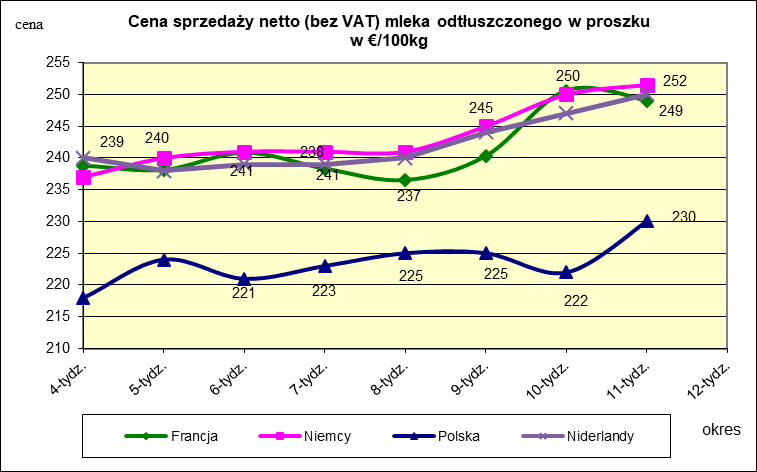 cena
Cena sprzedaży netto (bez VAT) mleka odtłuszczonego w proszku
w €/100kg
255
250
245
240
235
230
225
220
215
210
239
240
241
238
241
237
245
250
252
249
221
223
225
225
222
230
4-tydz.
5-tydz.
6-tydz.
7-tydz.
8-tydz.
9-tydz.
10-tydz.
11-tydz.
12-tydz.
Francja Niemcy Polska Niderlandy
okres